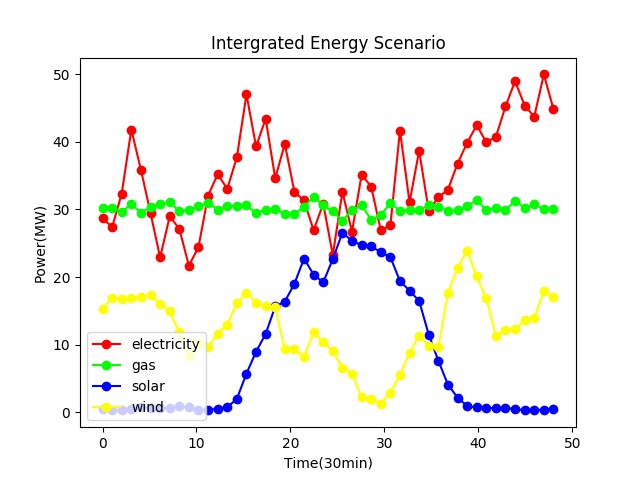 Intergrated Energy Scenario
Power(MW)
50
40
30
20
10
0
electricity
gas
solar
wind
0 10 20 30 40 50
Time(30min)